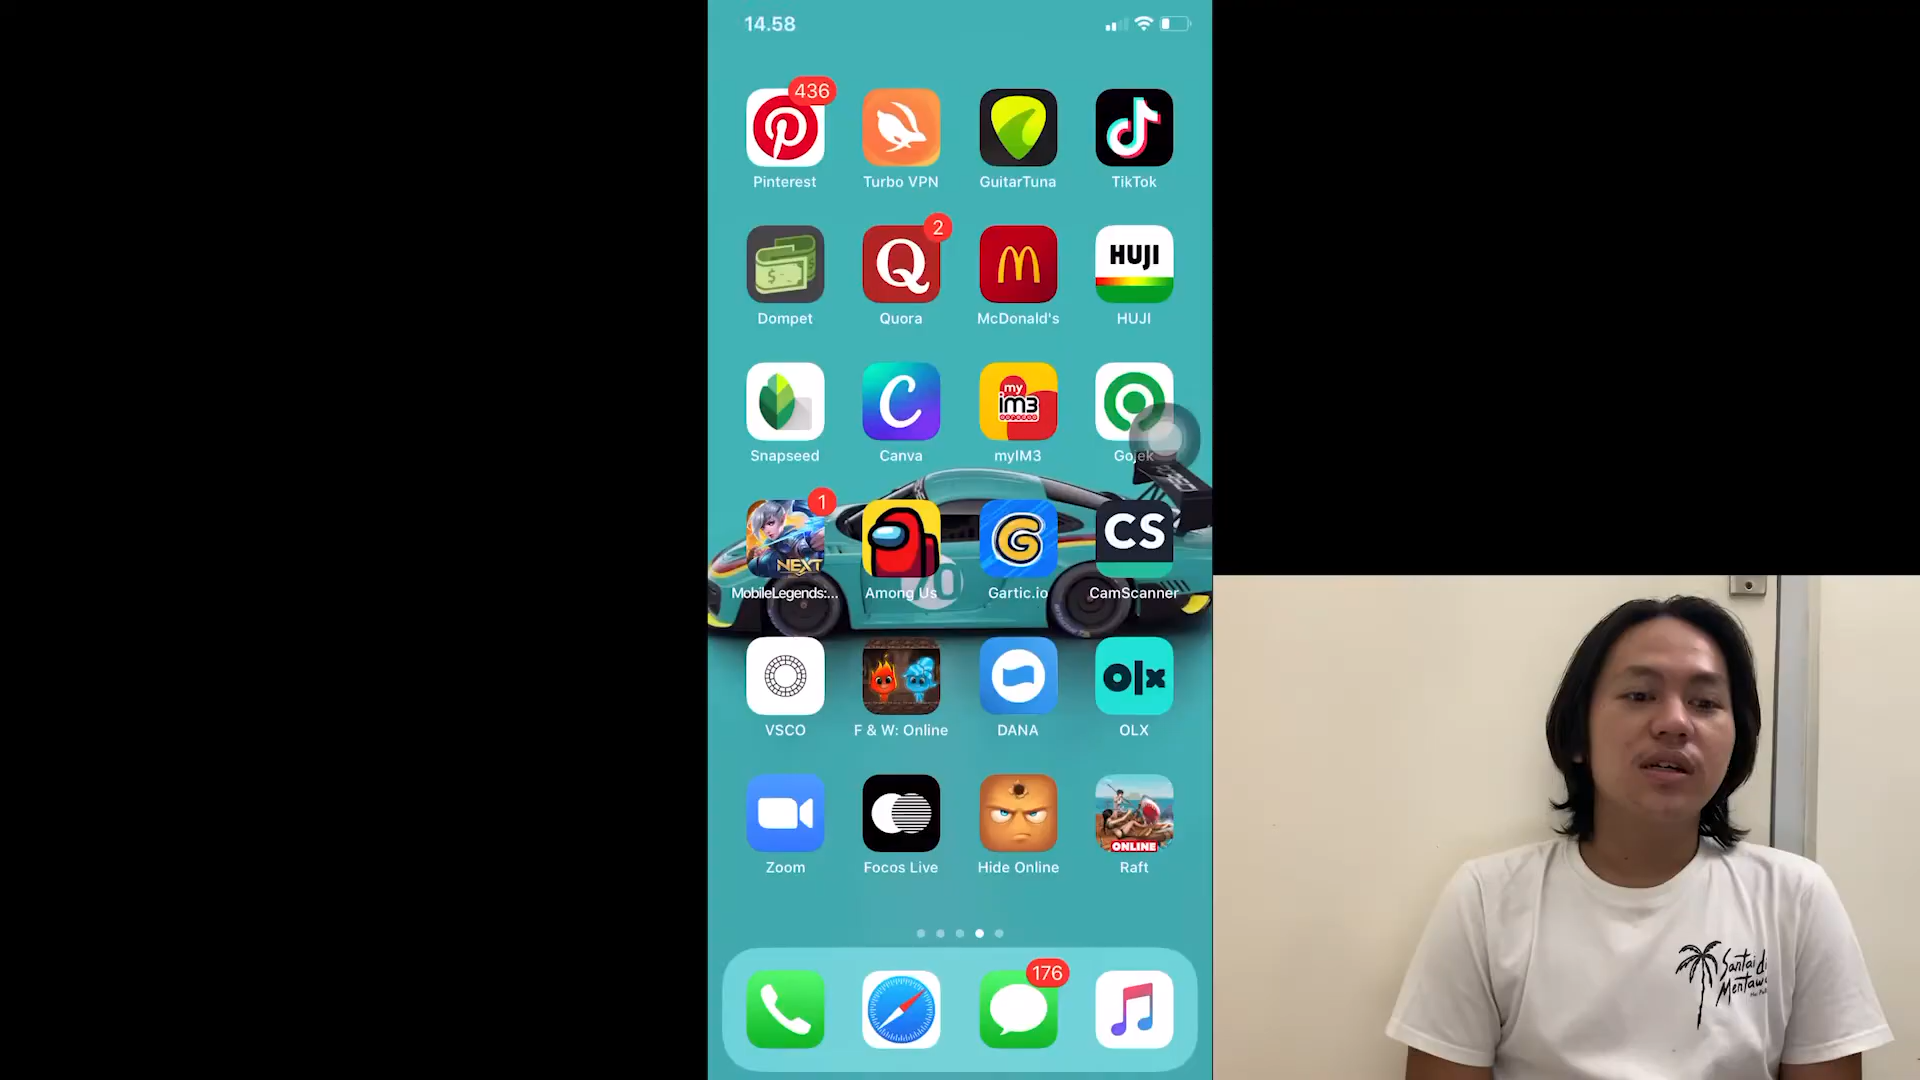 14.58
436
Pinterest
Turbo VPN
GuitarTuna
TikTok
2
HUJI
Dompet
Quora
McDonald's
HUJI
my
im3
ooredoo
Snapseed
Canva
myIM3
Gojek
1
NEXT
CS
MobileLegends:...
Among Us
Gartic.io
CamScanner
olx
VSCO
F & W: Online
DANA
OLX
ONLINE
Zoom
Focos Live
Hide Online
Raft
176
Santai di
Mentawa